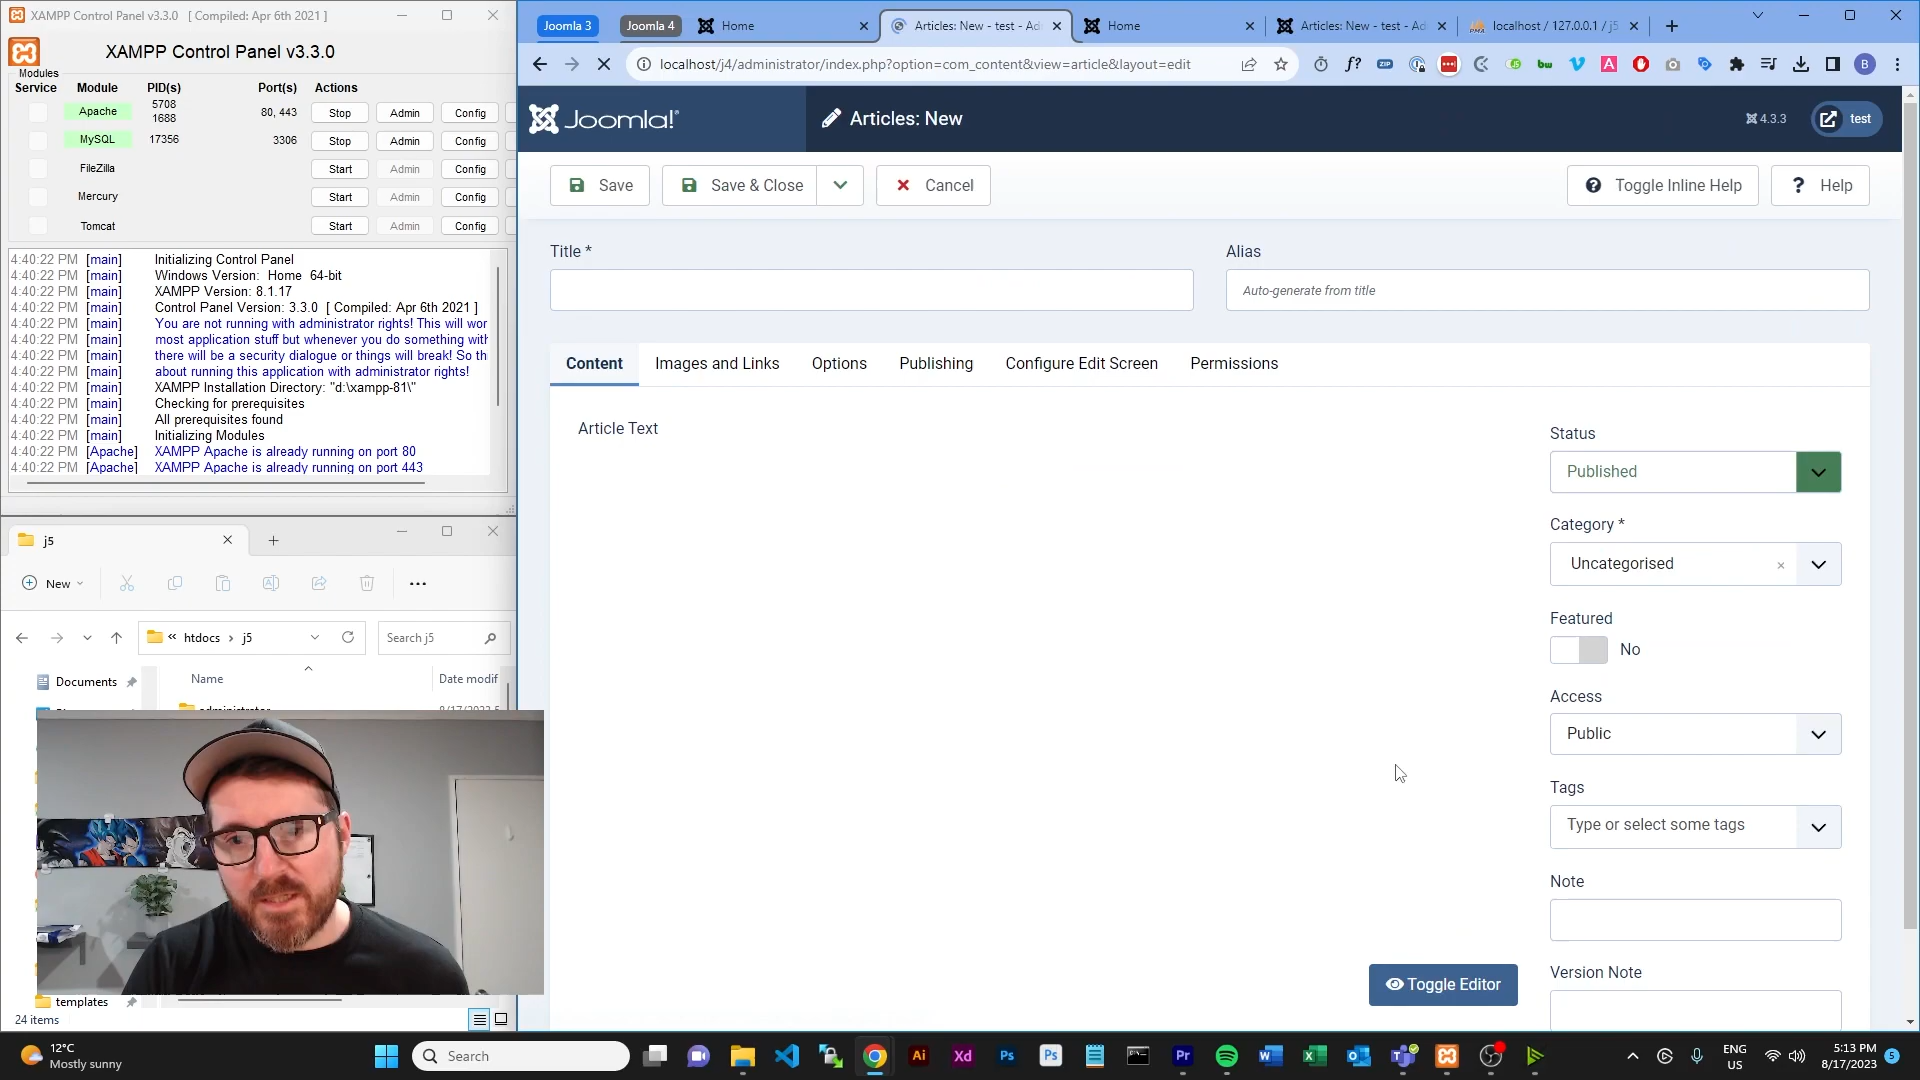 XAMPP Control Panel v3.3.0 [ Compiled: Apr 6th 2021 ]
XAMPP Control Panel v3.3.0
Modules
Service Module PID(s) Port(s) Actions
Apache 5708 1688 80, 443 Stop Admin Config
MySQL 17356 3306 Stop Admin Config
FileZilla Start Admin Config
Mercury Start Admin Config
Tomcat Start Admin Config
4:40:22 PM [main] Initializing Control Panel
4:40:22 PM [main] Windows Version: Home 64-bit
4:40:22 PM [main] XAMPP Version: 8.1.17
4:40:22 PM [main] Control Panel Version: 3.3.0 [ Compiled: Apr 6th 2021 ]
4:40:22 PM [main] You are not running with administrator rights! This will wor
4:40:22 PM [main] most application stuff but whenever you do something with
4:40:22 PM [main] there will be a security dialogue or things will break! So th
4:40:22 PM [main] about running this application with administrator rights!
4:40:22 PM [main] XAMPP Installation Directory: "d:\xampp-81\"
4:40:22 PM [main] Checking for prerequisites
4:40:22 PM [main] All prerequisites found
4:40:22 PM [main] Initializing Modules
4:40:22 PM [Apache] XAMPP Apache is already running on port 80
4:40:22 PM [Apache] XAMPP Apache is already running on port 443
j5
New
htdocs › j5
Search j5
Documents
Name Date modif
administrator 8/17/2023 5
templates
24 items
Joomla 3 Joomla 4 Home Articles: New - test - Ad Home Articles: New - test - Ad localhost / 127.0.0.1 / j5
localhost/j4/administrator/index.php?option=com_content&view=article&layout=edit
Joomla!® Articles: New 4.3.3 test
Save Save & Close Cancel Toggle Inline Help Help
Title * Alias
Auto-generate from title
Content Images and Links Options Publishing Configure Edit Screen Permissions
Article Text
Status
Published
Category *
Uncategorised
Featured
No
Access
Public
Tags
Type or select some tags
Note
Toggle Editor
Version Note
12°C
Mostly sunny
Search
ENG
US
5:13 PM
8/17/2023
5